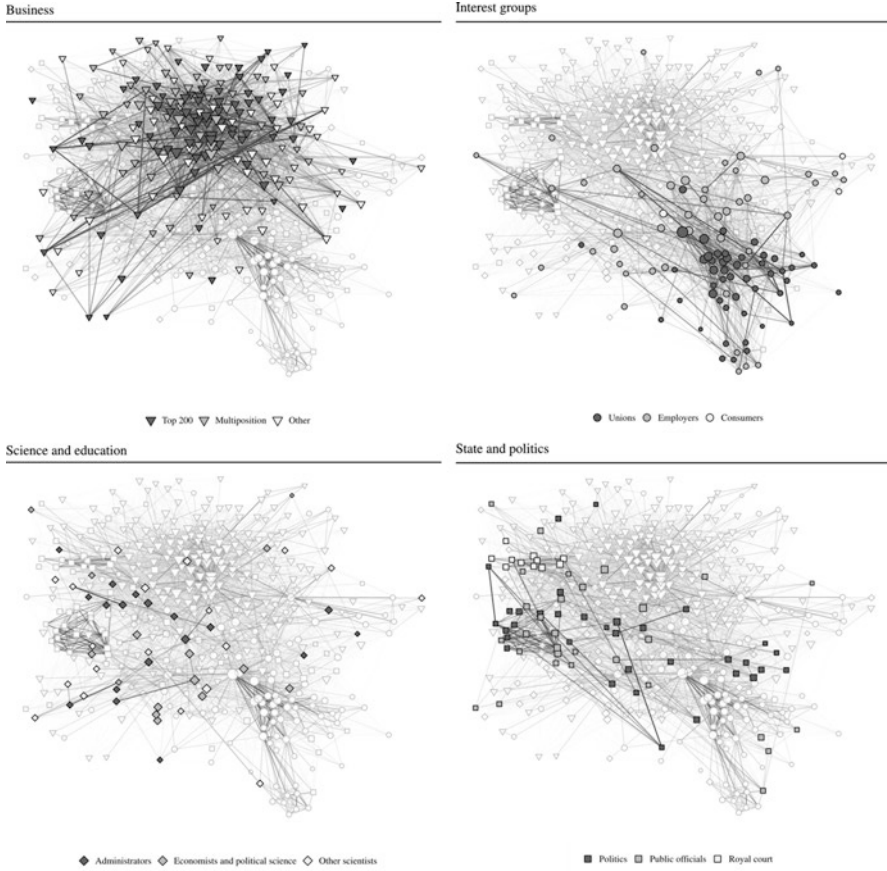 Business
Interest groups
Top 200 Multiposition Other
Unions Employers Consumers
Science and education
State and politics
Administrators Economists and political science Other scientists
Politics Public officials Royal court